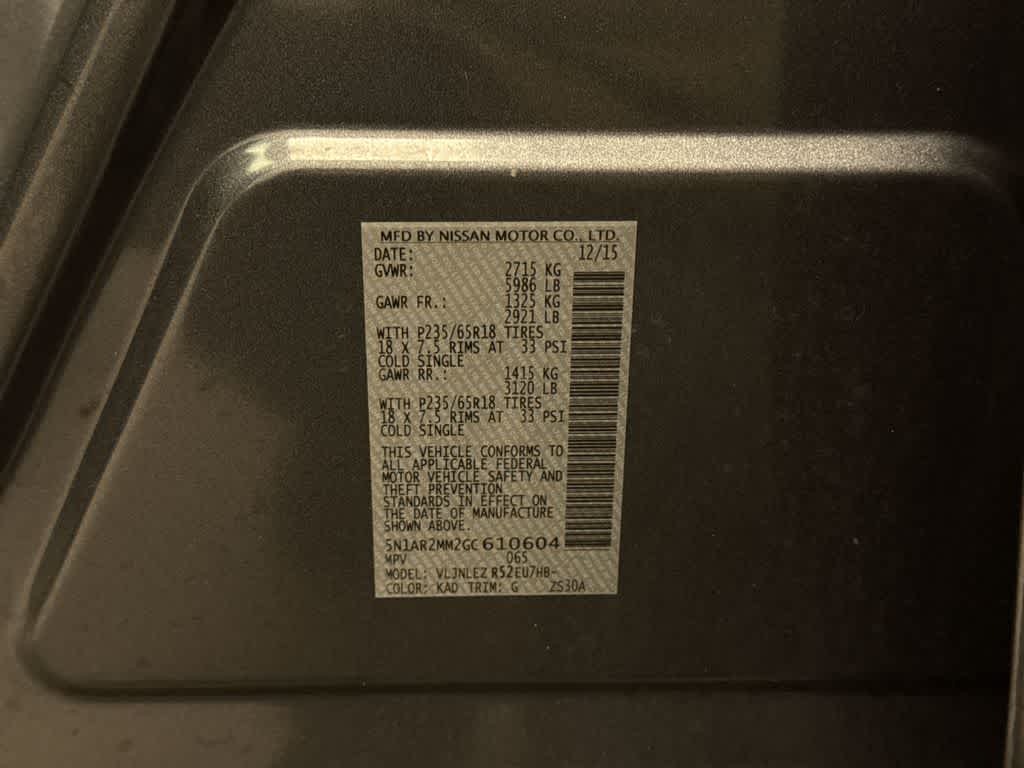 MFD BY NISSAN MOTOR CO., LTD.
DATE: 12/15
GVWR: 2715 KG
5986 LB
GAWR FR.: 1325 KG
2921 LB
WITH P235/65R18 TIRES
18 X 7.5 RIMS AT 33 PSI
COLD SINGLE
GAWR RR.: 1415 KG
3120 LB
WITH P235/65R18 TIRES
18 X 7.5 RIMS AT 33 PSI
COLD SINGLE
THIS VEHICLE CONFORMS TO
ALL APPLICABLE FEDERAL
MOTOR VEHICLE SAFETY AND
THEFT PREVENTION
STANDARDS IN EFFECT ON
THE DATE OF MANUFACTURE
SHOWN ABOVE.
5N1AR2MM2GC610604
MPV 065
MODEL: VLJNLEZ R52EU7HB-
COLOR: KAD TRIM: G ZS30A